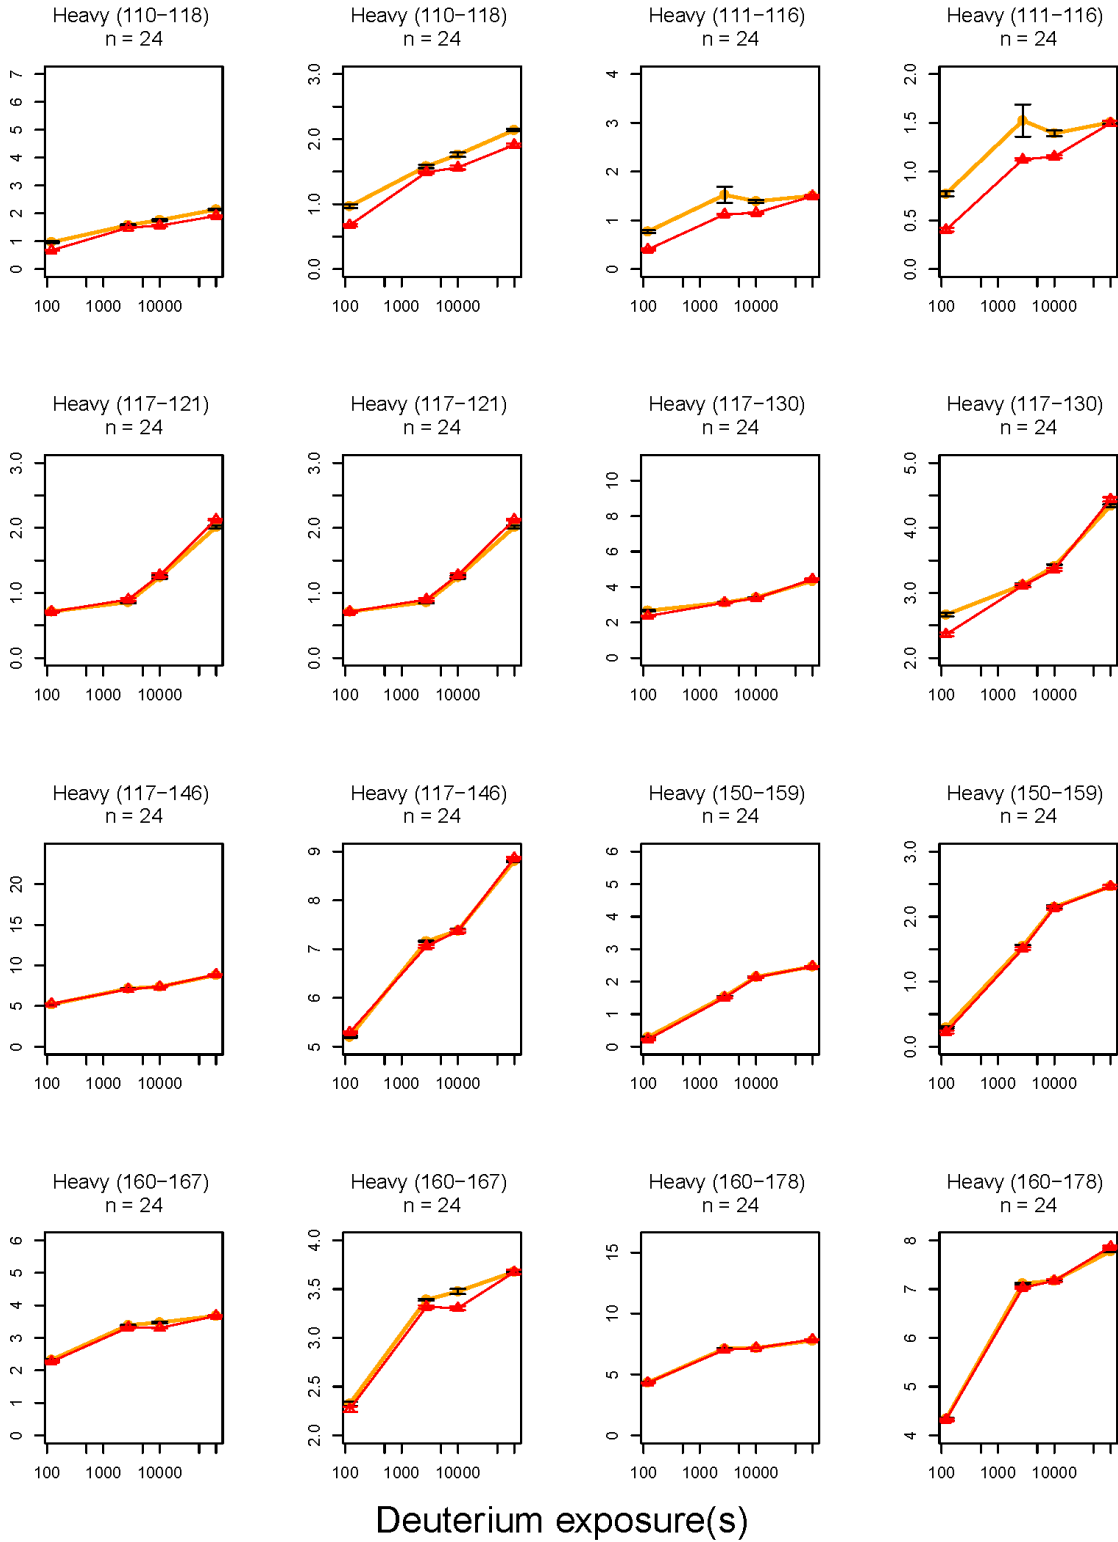 Heavy (110−118) Heavy (110−118) Heavy (111−116) Heavy (111−116)
n = 24 n = 24 n = 24 n = 24
0 1 2 3 4 5 6 7
0.0 1.0 2.0 3.0
0 1 2 3 4
0.0 0.5 1.0 1.5 2.0
100 1000 10000 100 1000 10000 100 1000 10000 100 1000 10000
Heavy (117−121) Heavy (117−121) Heavy (117−130) Heavy (117−130)
n = 24 n = 24 n = 24 n = 24
0.0 1.0 2.0 3.0
0.0 1.0 2.0 3.0
0 2 4 6 8 10
2.0 3.0 4.0 5.0
100 1000 10000 100 1000 10000 100 1000 10000 100 1000 10000
Heavy (117−146) Heavy (117−146) Heavy (150−159) Heavy (150−159)
n = 24 n = 24 n = 24 n = 24
0 5 10 15 20
5 6 7 8 9
0 1 2 3 4 5 6
0.0 1.0 2.0 3.0
100 1000 10000 100 1000 10000 100 1000 10000 100 1000 10000
Heavy (160−167) Heavy (160−167) Heavy (160−178) Heavy (160−178)
n = 24 n = 24 n = 24 n = 24
0 1 2 3 4 5 6
2.0 2.5 3.0 3.5 4.0
0 5 10 15
4 5 6 7 8
100 1000 10000 100 1000 10000 100 1000 10000 100 1000 10000
Deuterium exposure(s)